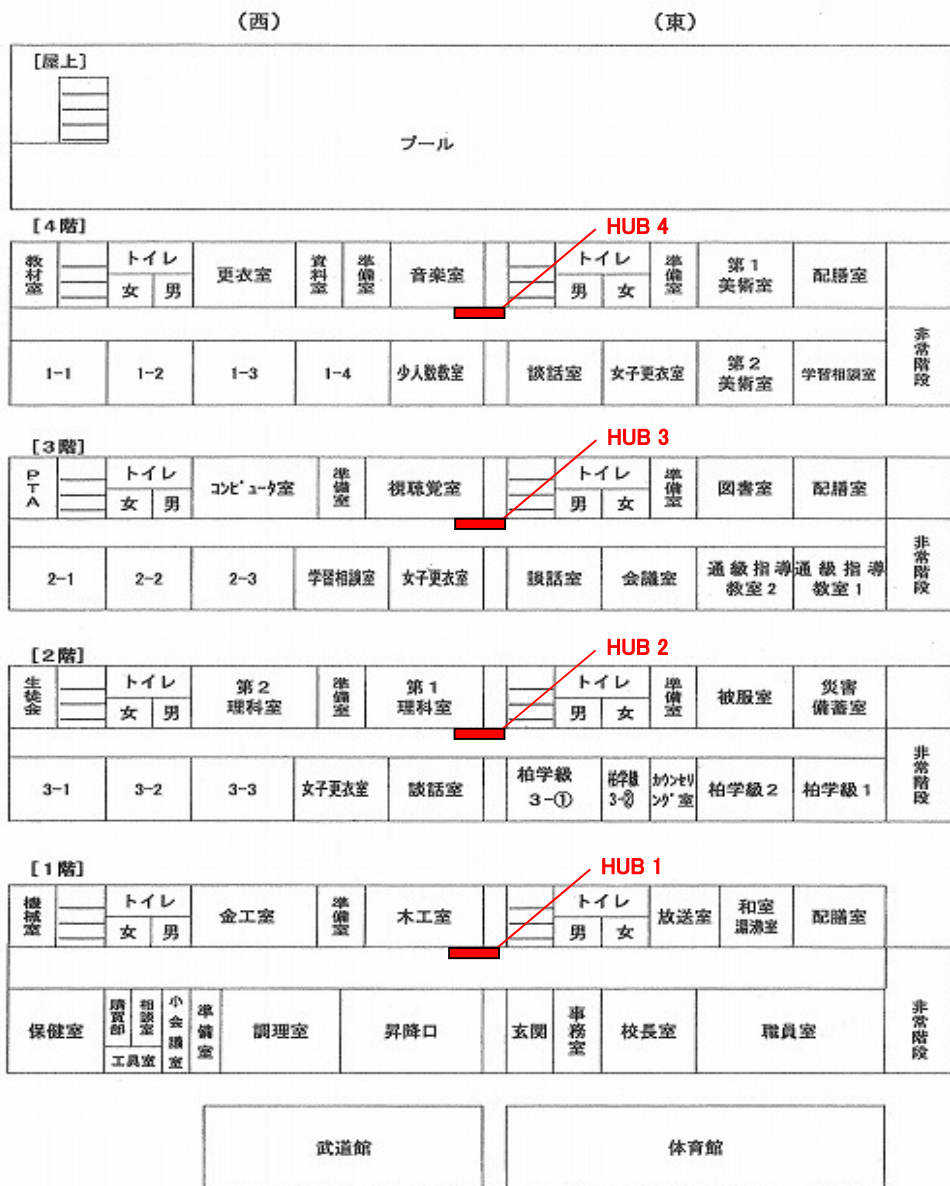 (西) (東)
[屋上]
プール
[4階]
HUB 4
教材室 トイレ 更衣室 資料室 準備室 音楽室 トイレ 準備室 第1美術室 配膳室
女 男 男 女
1-1 1-2 1-3 1-4 少人数教室 談話室 女子更衣室 第2美術室 学習相談室 非常階段
[3階]
HUB 3
PTA トイレ コンピュータ室 準備室 視聴覚室 トイレ 準備室 図書室 配膳室
女 男 男 女
2-1 2-2 2-3 学習相談室 女子更衣室 談話室 会議室 通級指導教室2 通級指導教室1 非常階段
[2階]
HUB 2
生徒会 トイレ 第2理科室 準備室 第1理科室 トイレ 準備室 被服室 災害備蓄室
女 男 男 女
3-1 3-2 3-3 女子更衣室 談話室 柏学級3-① 柏学級3-② カウンセリング室 柏学級2 柏学級1 非常階段
[1階]
HUB 1
機械室 トイレ 金工室 準備室 木工室 トイレ 放送室 和室湯沸室 配膳室
女 男 男 女
保健室 相談室 小会議室 準備室 調理室 昇降口 玄関 事務室 校長室 職員室 非常階段
工具室
武道館 体育館